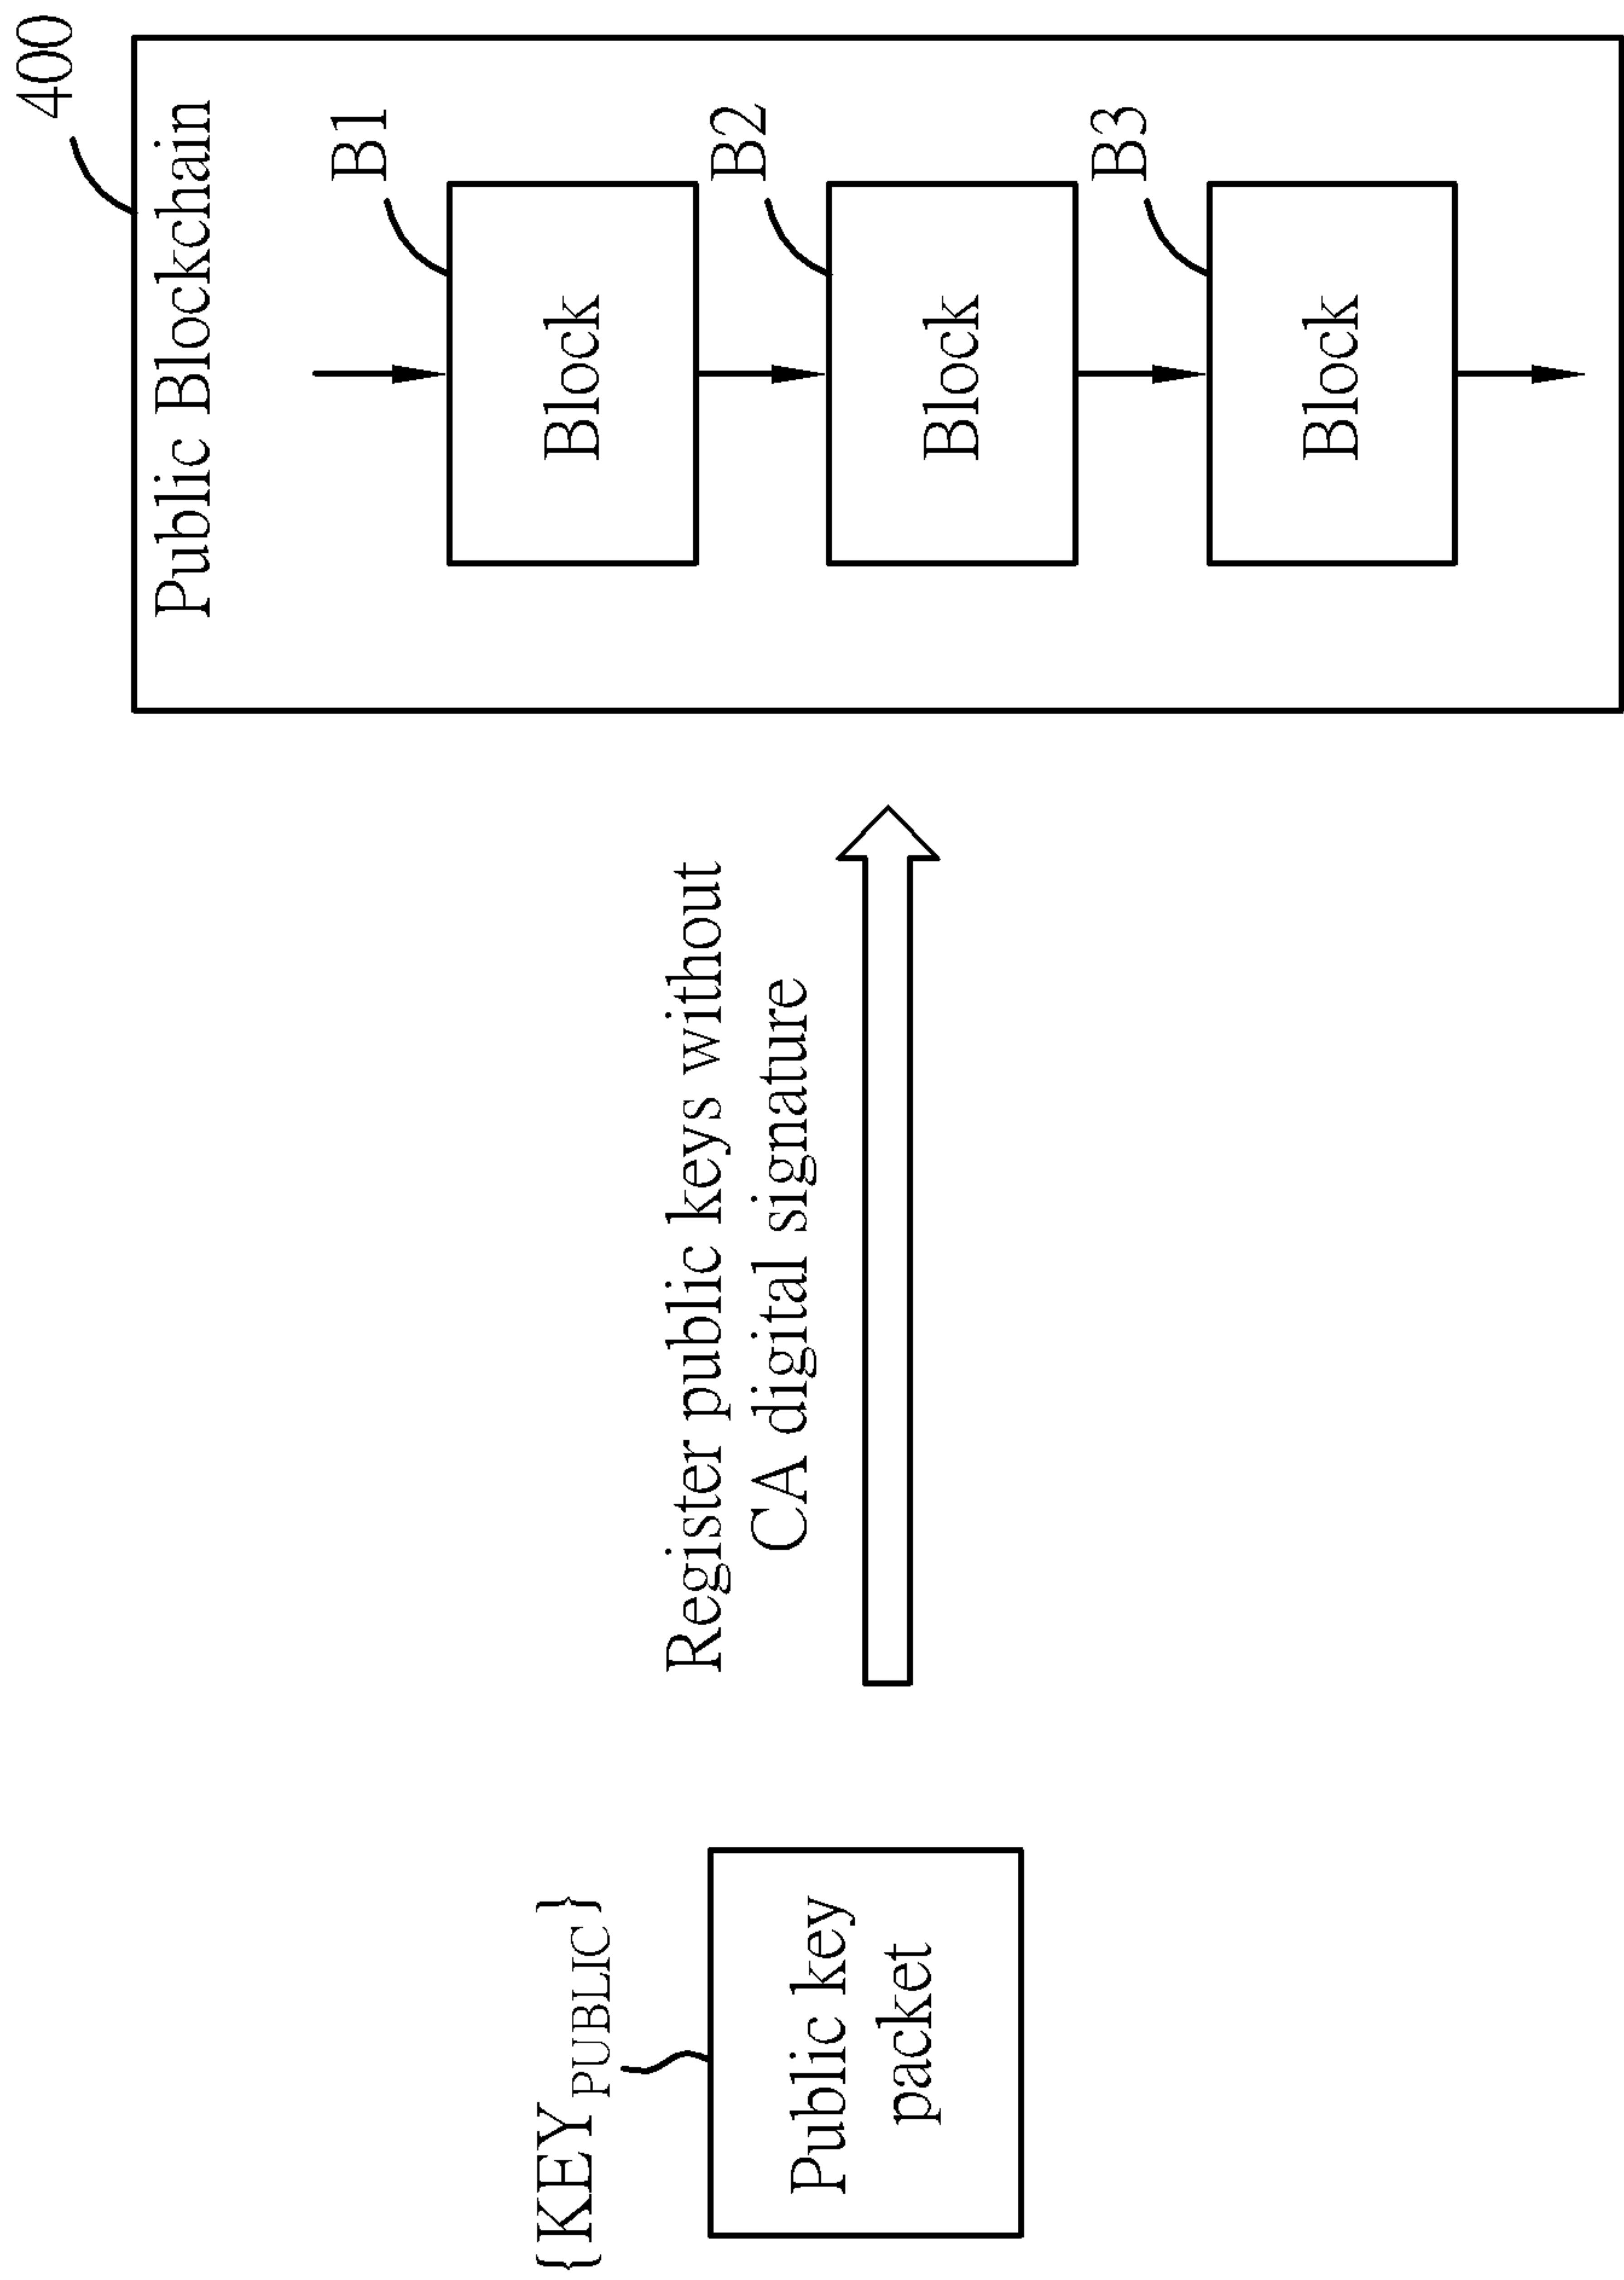 {KEYPUBLIC}
Public key
packet
Register public keys without
CA digital signature
400
Public Blockchain
B1
Block
B2
Block
B3
Block